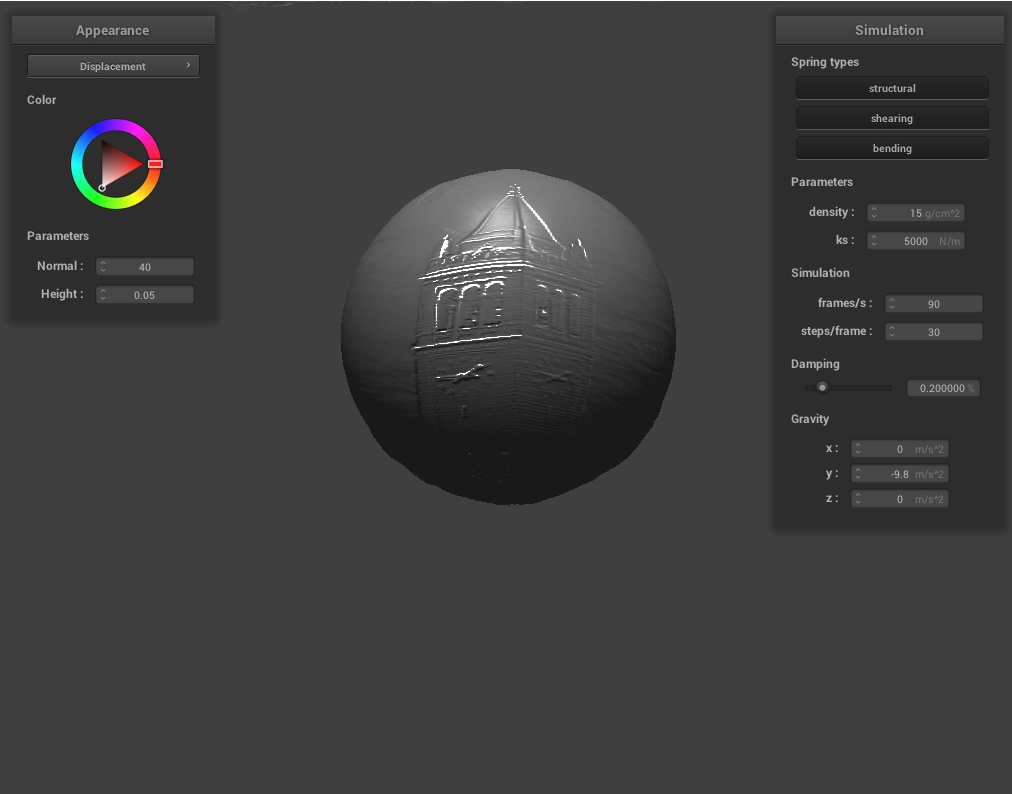 Appearance
Displacement
Color
Parameters
Normal : 40
Height : 0.05
Simulation
Spring types
structural
shearing
bending
Parameters
density : 15 g/cm^2
ks : 5000 N/m
Simulation
frames/s : 90
steps/frame : 30
Damping
0.200000 %
Gravity
x : 0 m/s^2
y : -9.8 m/s^2
z : 0 m/s^2